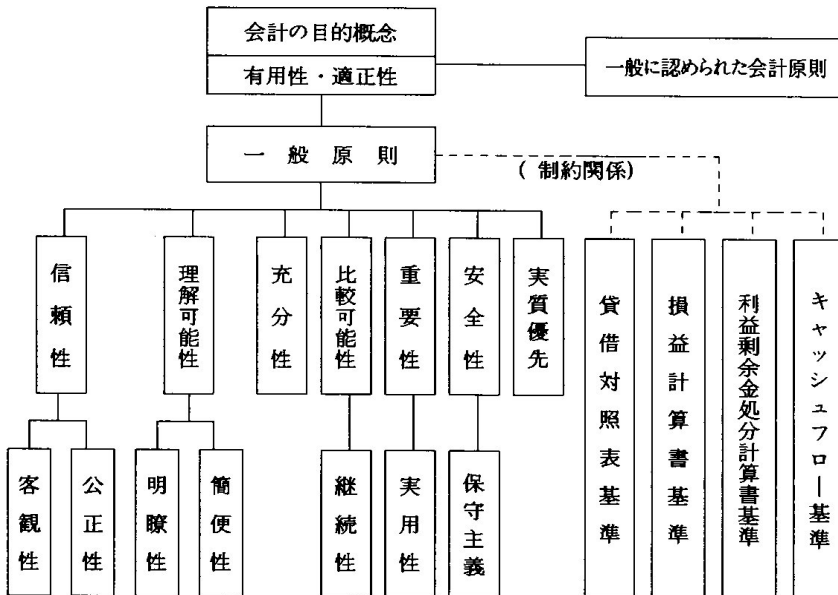 会計の目的概念
有用性・適正性
一般に認められた会計原則
一般原則
(制約関係)
信頼性
理解可能性
充分性
比較可能性
重要性
安全性
実質優先
貸借対照表基準
損益計算書基準
利益剰余金処分計算書基準
キャッシュフロー基準
客観性
公正性
明瞭性
簡便性
継続性
実用性
保守主義